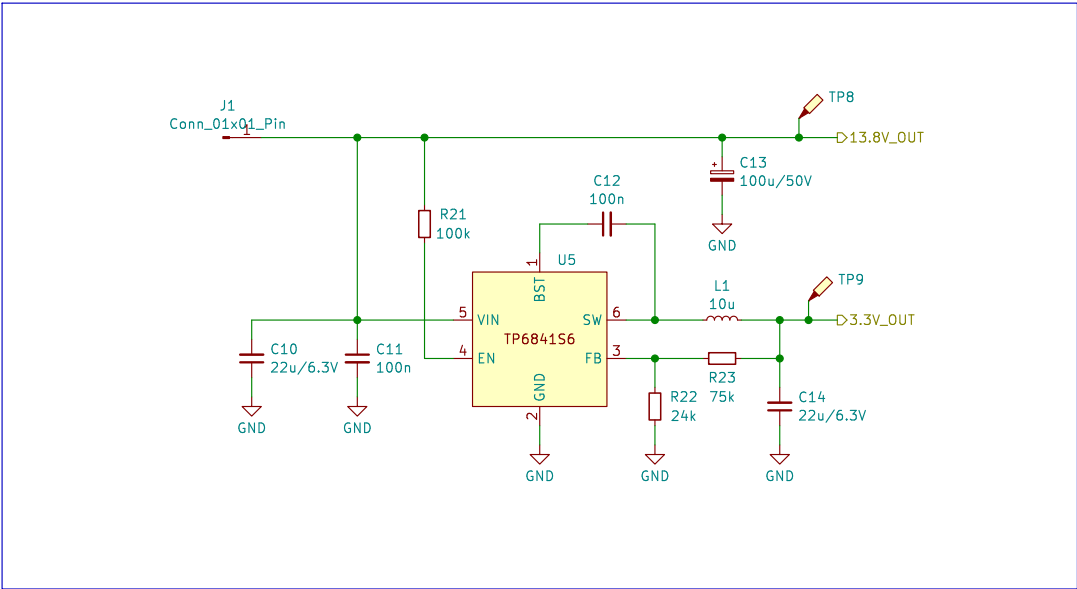 J1
Conn_01x01_Pin
1
TP8
13.8V_OUT
C13
100u/50V
+
GND
C12
100n
R21
100k
1
U5
BST
5
VIN
SW
6
TP6841S6
4
EN
FB
3
GND
2
GND
L1
10u
TP9
3.3V_OUT
C10
22u/6.3V
GND
C11
100n
GND
R22
24k
GND
R23
75k
C14
22u/6.3V
GND